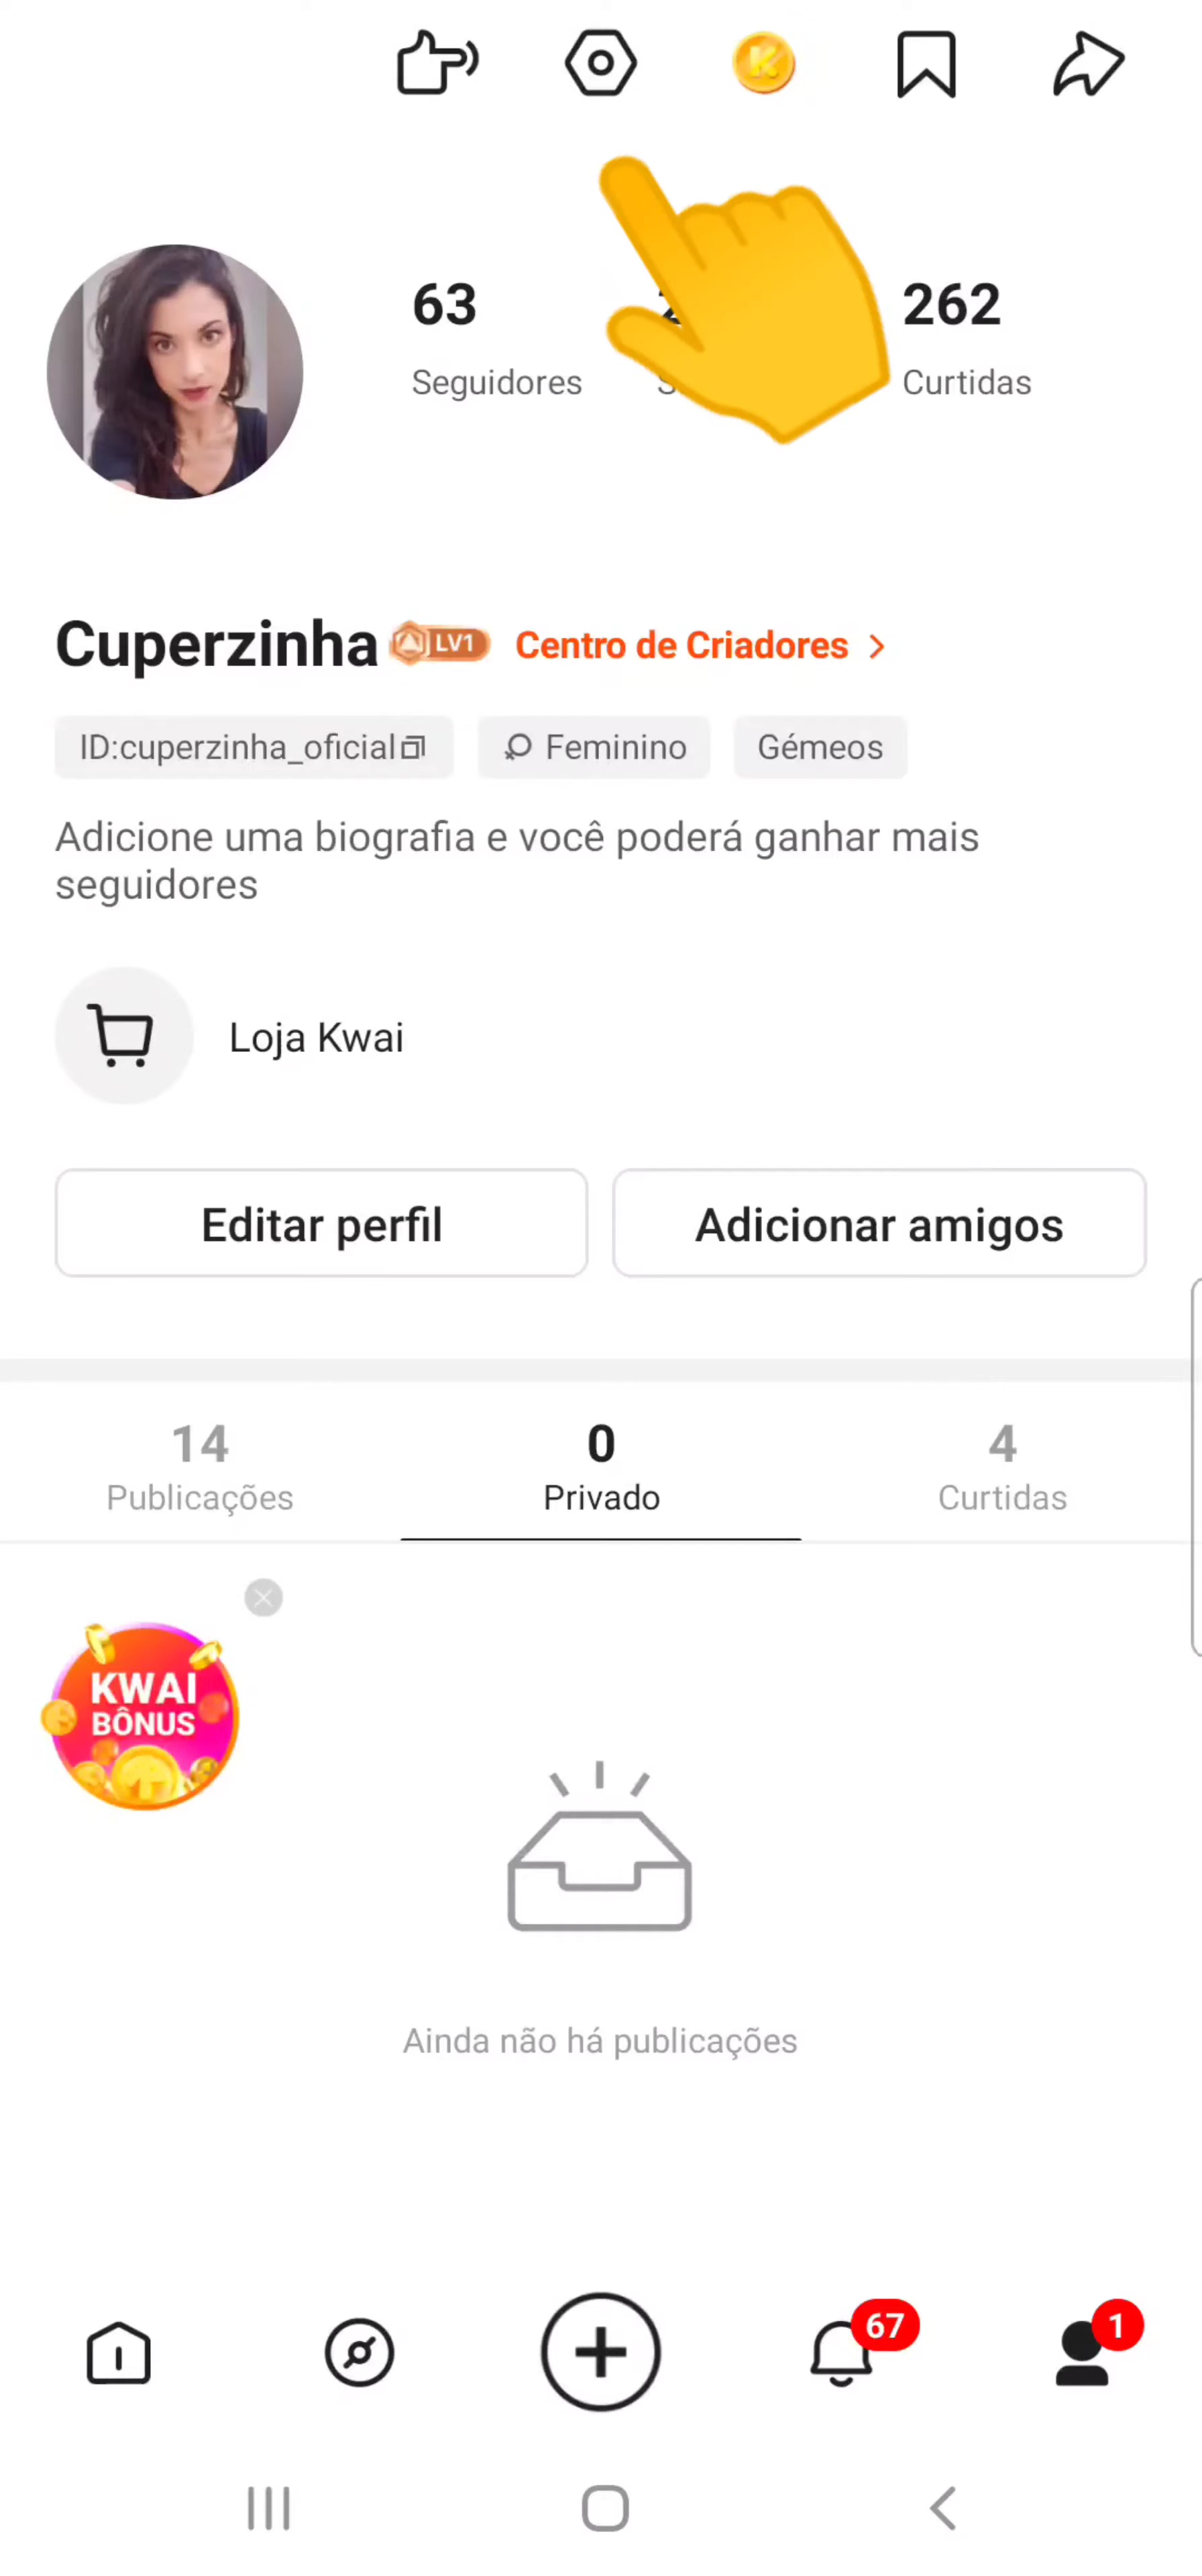 63
262
Seguidores
Curtidas
Cuperzinha
LV1
Centro de Criadores
ID:cuperzinha_oficial
Feminino
Gémeos
Adicione uma biografia e você poderá ganhar mais
seguidores
Loja Kwai
Editar perfil
Adicionar amigos
14
0
4
Publicações
Privado
Curtidas
KWAI
BÔNUS
Ainda não há publicações
67
1